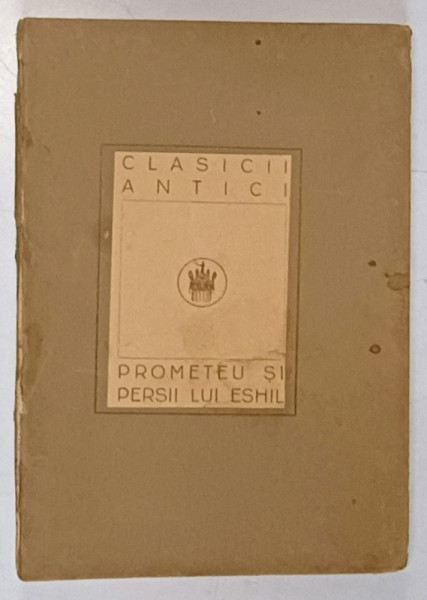 CLASICII
ANTICI
PROMETEU ȘI
PERSII LUI ESHIL